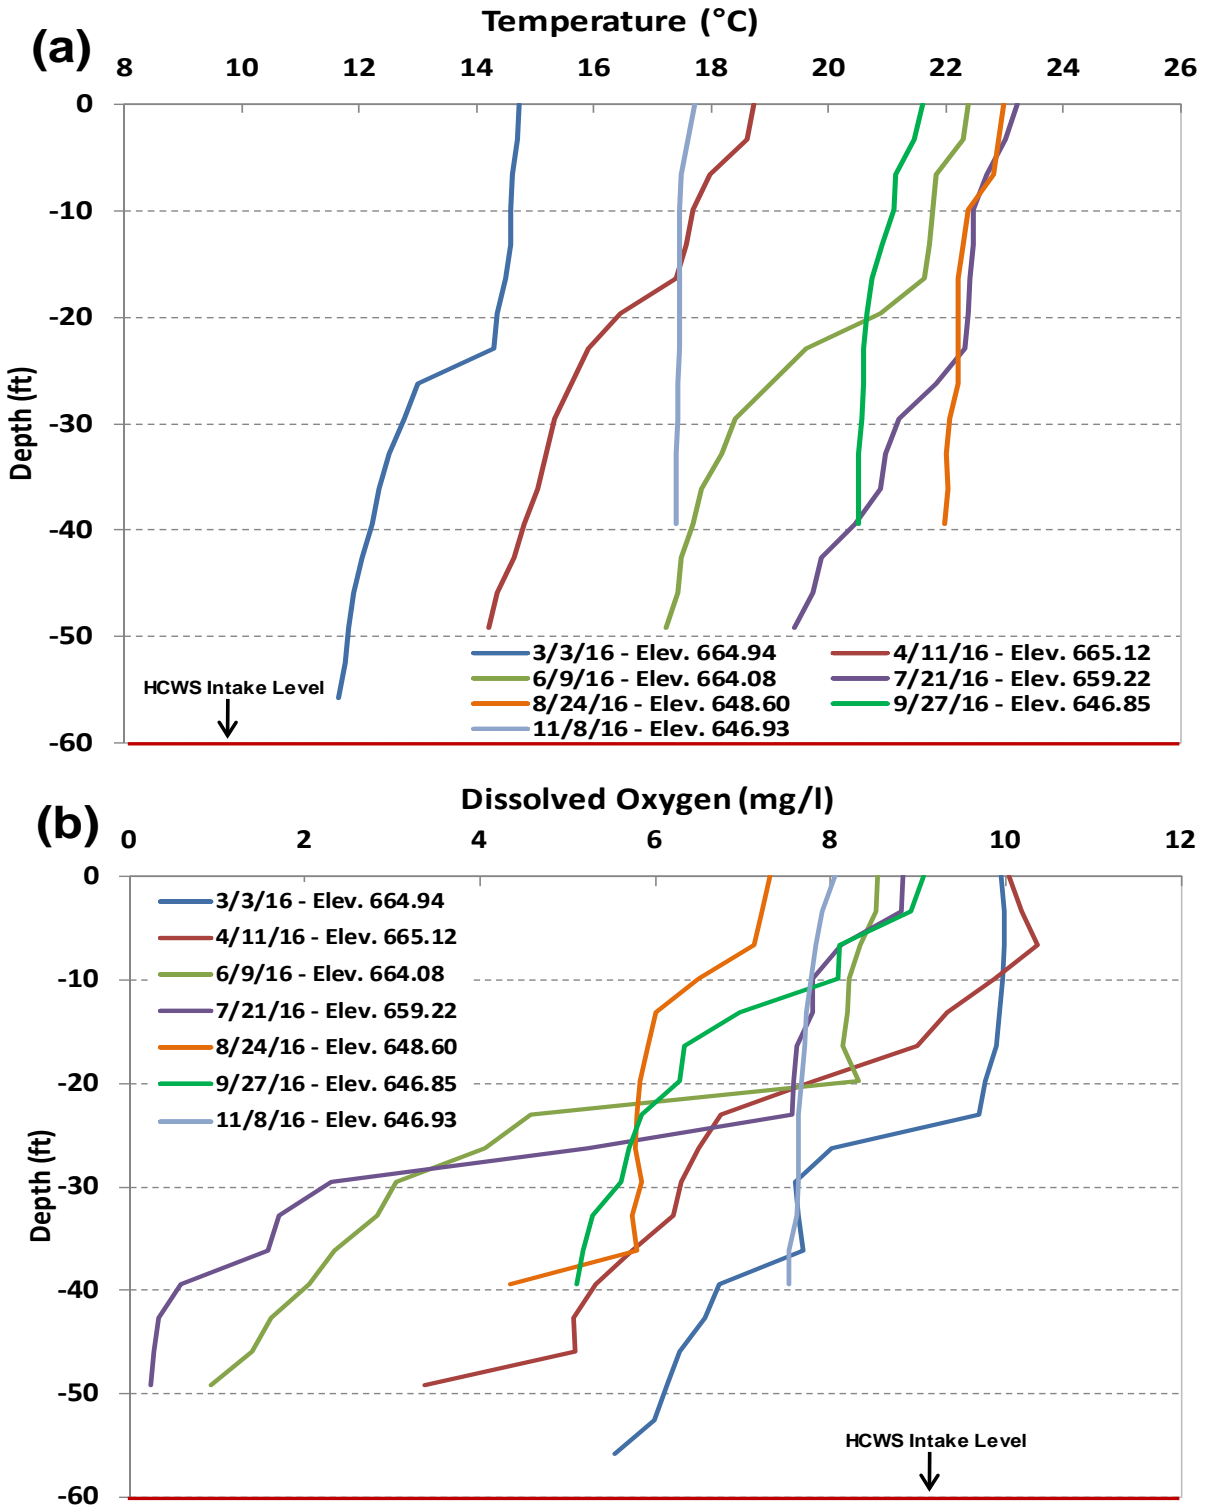 Temperature (°C)
(a)
8 10 12 14 16 18 20 22 24 26
0
-10
-20
-30
-40
-50
-60
Depth (ft)
3/3/16 - Elev. 664.94 4/11/16 - Elev. 665.12
6/9/16 - Elev. 664.08 7/21/16 - Elev. 659.22
8/24/16 - Elev. 648.60 9/27/16 - Elev. 646.85
11/8/16 - Elev. 646.93
HCWS Intake Level
Dissolved Oxygen (mg/l)
(b)
0 2 4 6 8 10 12
0
-10
-20
-30
-40
-50
-60
Depth (ft)
3/3/16 - Elev. 664.94
4/11/16 - Elev. 665.12
6/9/16 - Elev. 664.08
7/21/16 - Elev. 659.22
8/24/16 - Elev. 648.60
9/27/16 - Elev. 646.85
11/8/16 - Elev. 646.93
HCWS Intake Level